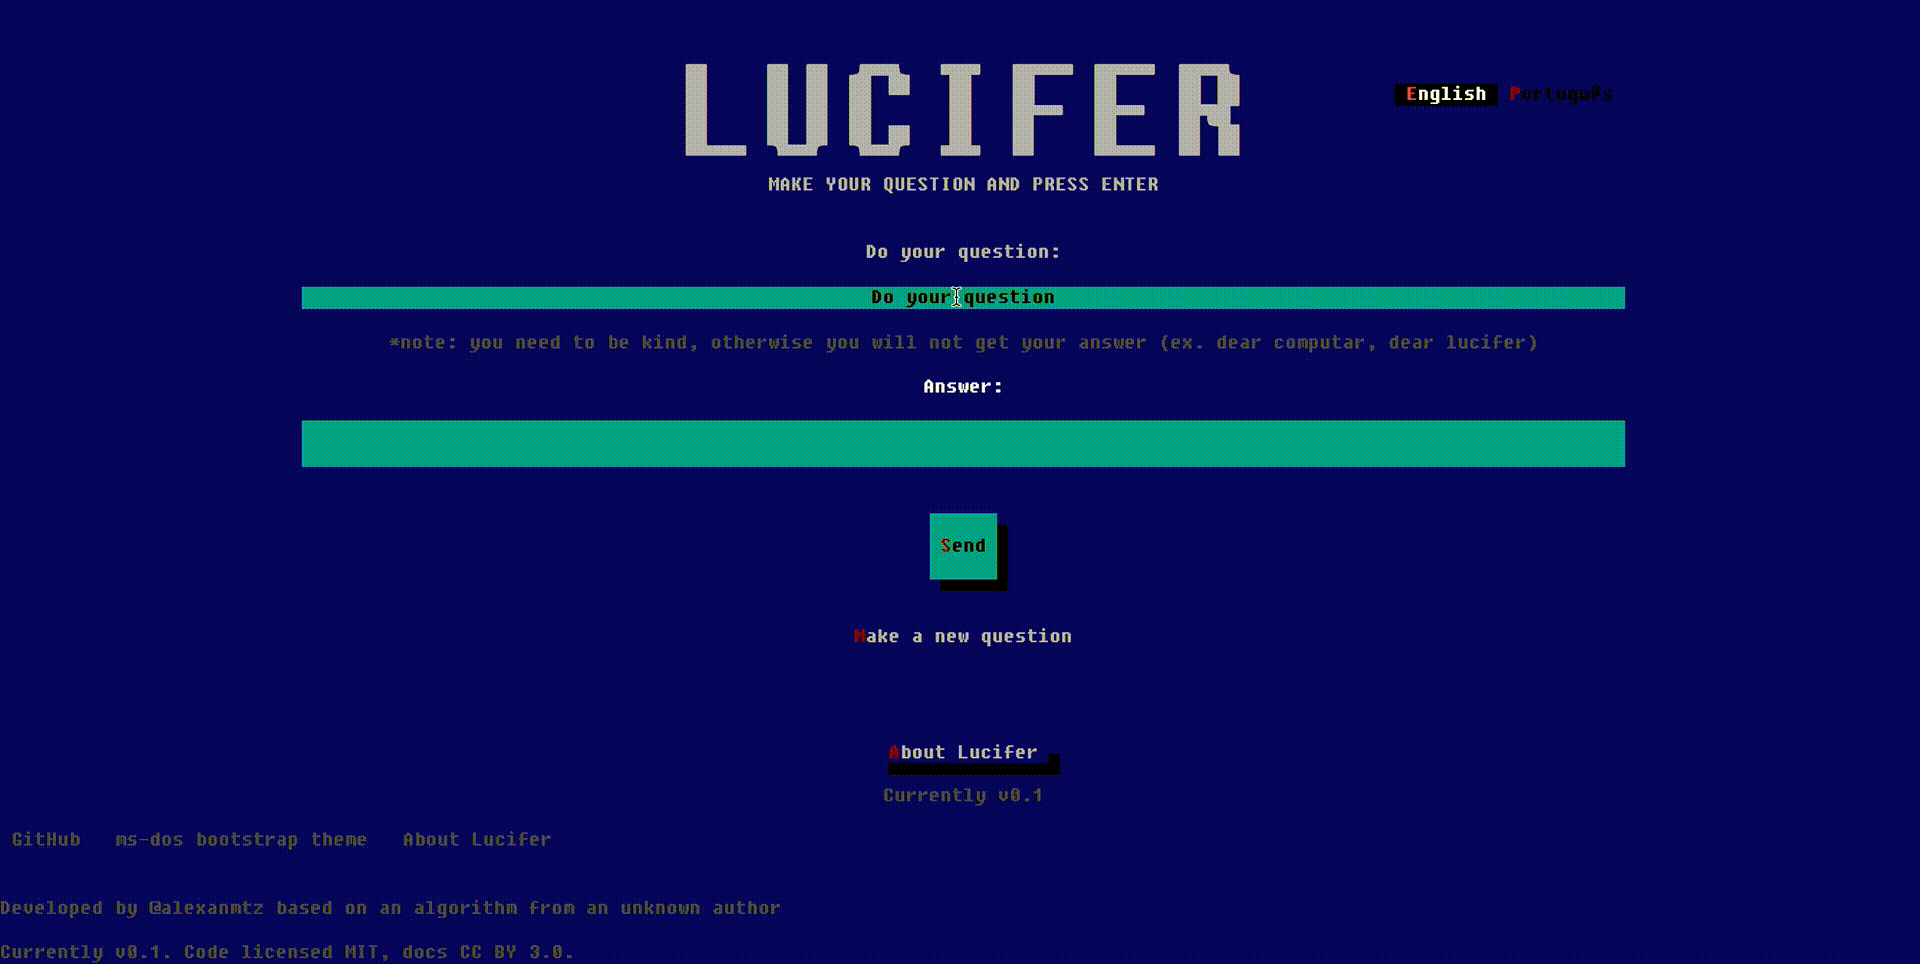 LUCIFER
English Português
MAKE YOUR QUESTION AND PRESS ENTER
Do your question:
Do your question
*note: you need to be kind, otherwise you will not get your answer (ex. dear computar, dear lucifer)
Answer:
Send
Make a new question
About Lucifer
Currently v0.1
GitHub ms-dos bootstrap theme About Lucifer
Developed by @alexanmtz based on an algorithm from an unknown author
Currently v0.1. Code licensed MIT, docs CC BY 3.0.